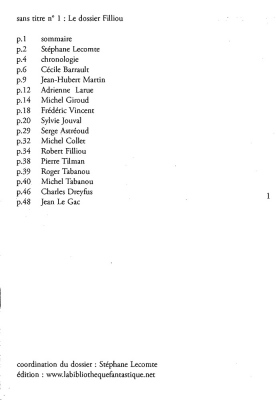 sans titre n° 1 : Le dossier Filliou
p.1 sommaire
p.2 Stéphane Lecomte
p.4 chronologie
p.6 Cécile Barrault
p.9 Jean-Hubert Martin
p.12 Adrienne Larue
p.14 Michel Giroud
p.18 Frédéric Vincent
p.20 Sylvie Jouval
p.29 Serge Astréoud
p.32 Michel Collet
p.34 Robert Filliou
p.38 Pierre Tilman
p.39 Roger Tabanou
p.40 Michel Tabanou
p.46 Charles Dreyfus
p.48 Jean Le Gac
1
coordination du dossier : Stéphane Lecomte
édition : www.labibliothequefantastique.net